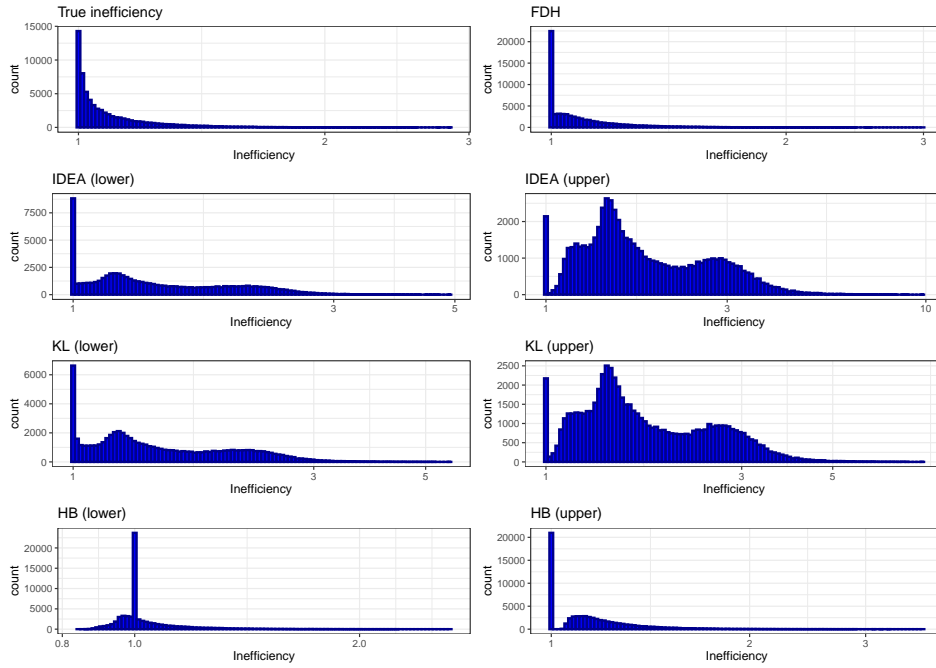 True inefficiency
15000
10000
5000
0
count
1
2
3
Inefficiency
FDH
20000
15000
10000
5000
0
count
1
2
3
Inefficiency
IDEA (lower)
7500
5000
2500
0
count
1
3
5
Inefficiency
IDEA (upper)
2000
1000
0
count
1
3
10
Inefficiency
KL (lower)
6000
4000
2000
0
count
1
3
5
Inefficiency
KL (upper)
2500
2000
1500
1000
500
0
count
1
3
5
Inefficiency
HB (lower)
20000
15000
10000
5000
0
count
0.8
1.0
2.0
Inefficiency
HB (upper)
20000
15000
10000
5000
0
count
1
2
3
Inefficiency